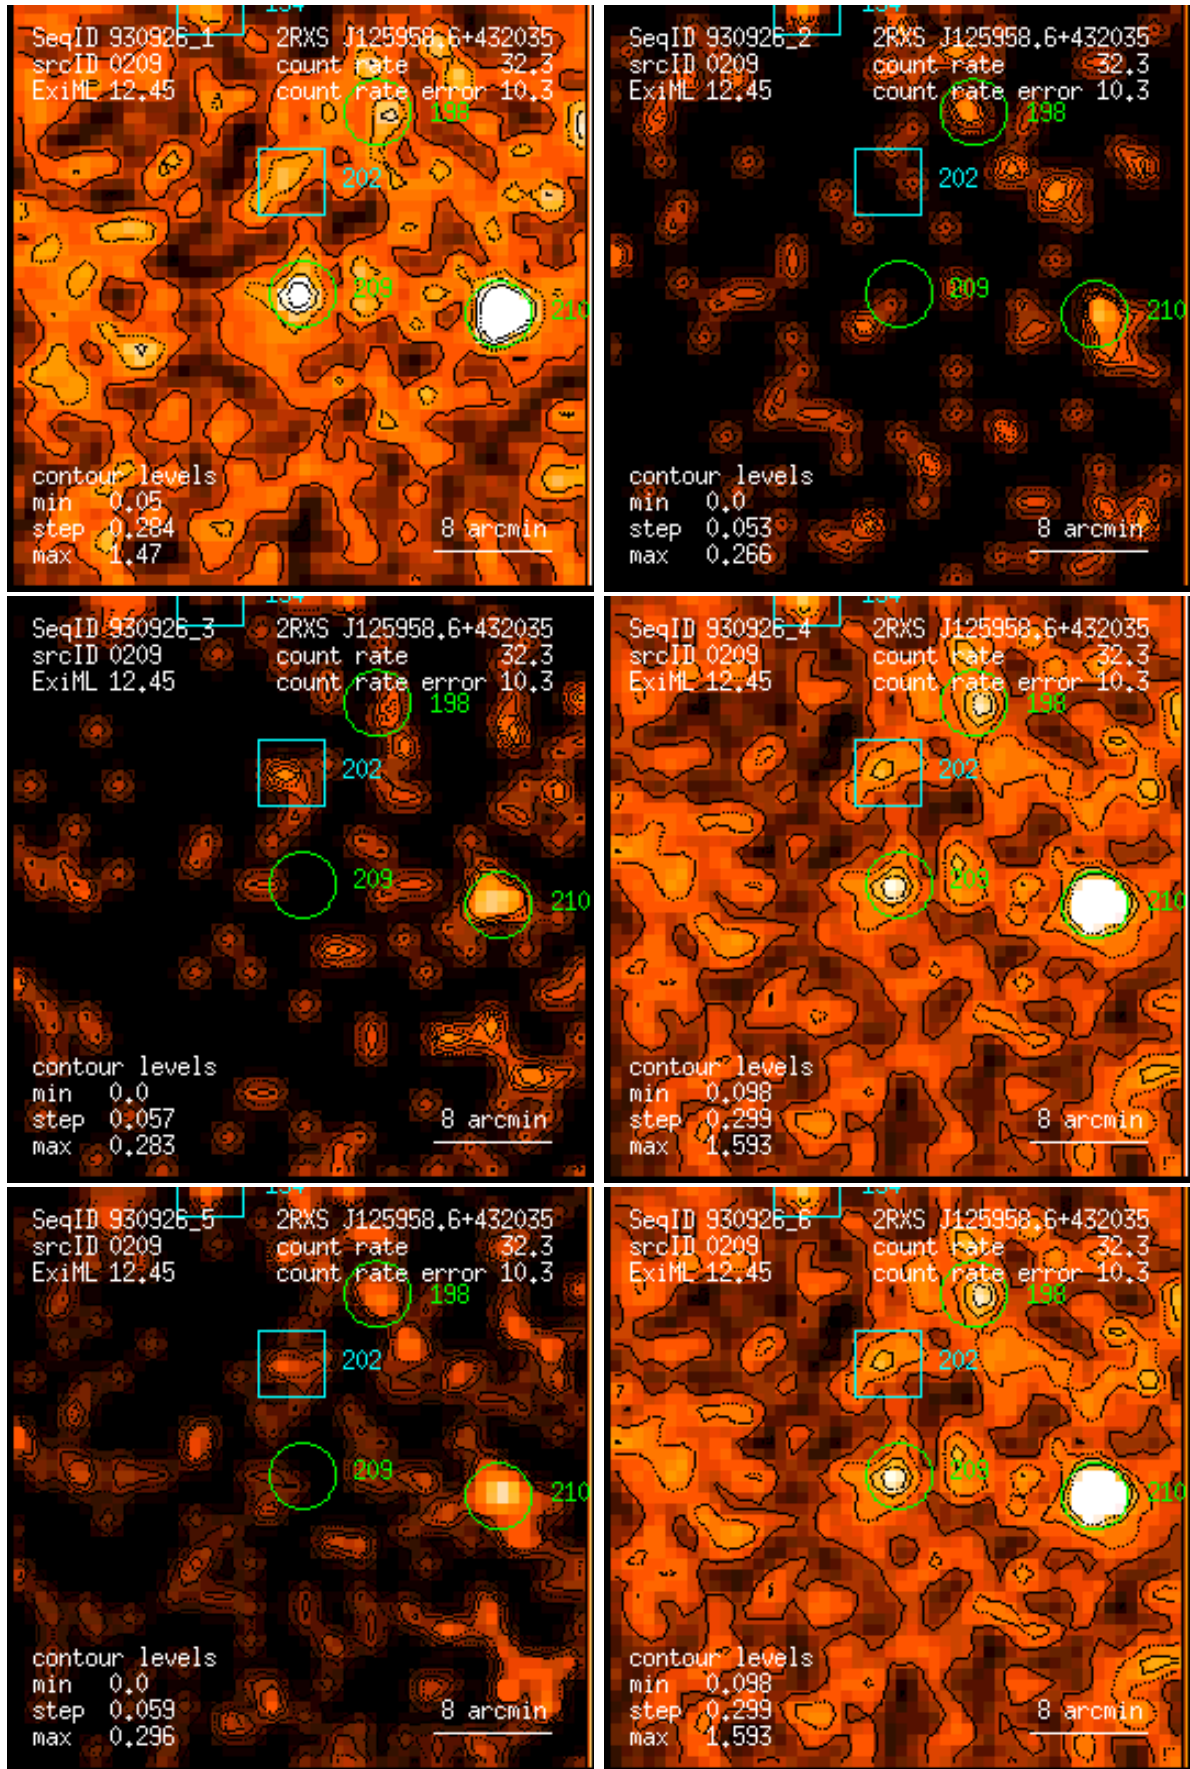 194
SeqID 930926_1 2RXS J125958.6+432035
srcID 0209 count rate 32.3
ExiML 12.45 count rate error 10.3
198
202
209
210
contour levels
min 0.05
step 0.284 8 arcmin
max 1.47
194
SeqID 930926_2 2RXS J125958.6+432035
srcID 0209 count rate 32.3
ExiML 12.45 count rate error 10.3
198
202
209
210
contour levels
min 0.0
step 0.053 8 arcmin
max 0.266
194
SeqID 930926_3 2RXS J125958.6+432035
srcID 0209 count rate 32.3
ExiML 12.45 count rate error 10.3
198
202
209
210
contour levels
min 0.0
step 0.057 8 arcmin
max 0.283
194
SeqID 930926_4 2RXS J125958.6+432035
srcID 0209 count rate 32.3
ExiML 12.45 count rate error 10.3
198
202
209
210
contour levels
min 0.098
step 0.299 8 arcmin
max 1.593
194
SeqID 930926_5 2RXS J125958.6+432035
srcID 0209 count rate 32.3
ExiML 12.45 count rate error 10.3
198
202
209
210
contour levels
min 0.0
step 0.059 8 arcmin
max 0.296
194
SeqID 930926_6 2RXS J125958.6+432035
srcID 0209 count rate 32.3
ExiML 12.45 count rate error 10.3
198
202
209
210
contour levels
min 0.098
step 0.299 8 arcmin
max 1.593